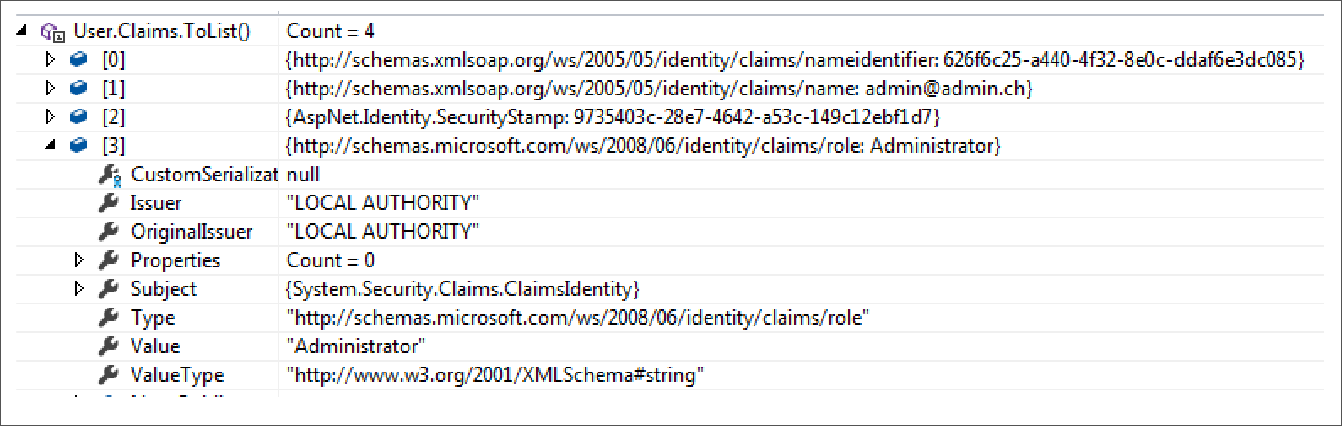 User.Claims.ToList() Count = 4
[0] {http://schemas.xmlsoap.org/ws/2005/05/identity/claims/nameidentifier: 626f6c25-a440-4f32-8e0c-ddaf6e3dc085}
[1] {http://schemas.xmlsoap.org/ws/2005/05/identity/claims/name: admin@admin.ch}
[2] {AspNet.Identity.SecurityStamp: 9735403c-28e7-4642-a53c-149c12ebf1d7}
[3] {http://schemas.microsoft.com/ws/2008/06/identity/claims/role: Administrator}
CustomSerializat null
Issuer "LOCAL AUTHORITY"
OriginalIssuer "LOCAL AUTHORITY"
Properties Count = 0
Subject {System.Security.Claims.ClaimsIdentity}
Type "http://schemas.microsoft.com/ws/2008/06/identity/claims/role"
Value "Administrator"
ValueType "http://www.w3.org/2001/XMLSchema#string"